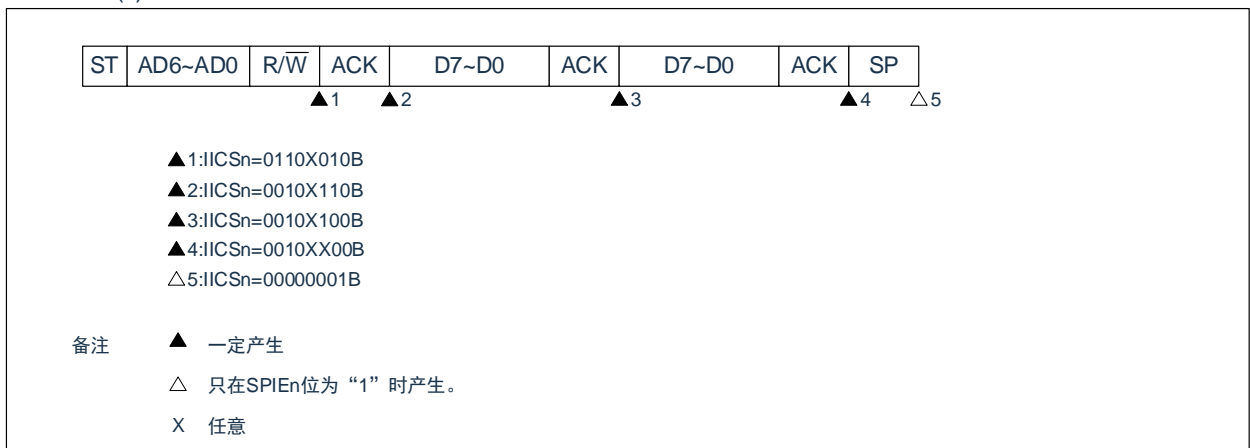 ST AD6~AD0 R/W ACK D7~D0 ACK D7~D0 ACK SP
▲1 ▲2 ▲3 ▲4 △5
▲1:IICSn=0110X010B
▲2:IICSn=0010X110B
▲3:IICSn=0010X100B
▲4:IICSn=0010XX00B
△5:IICSn=00000001B
备注 ▲ 一定产生
△ 只在SPIEn位为“1”时产生。
X 任意